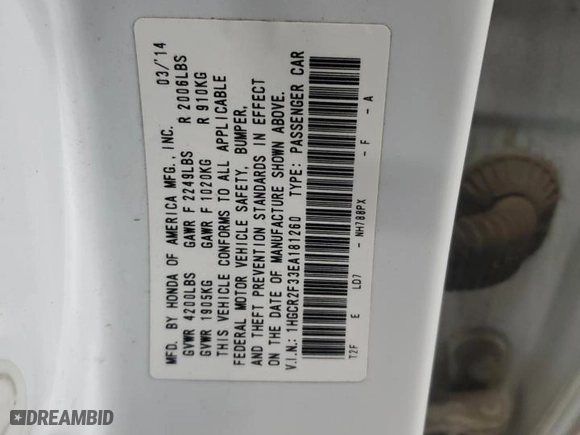 MFD. BY HONDA OF AMERICA MFG., INC. 03/'14
GVWR 4200LBS GAWR F 2249LBS R 2006LBS
GVWR 1905KG GAWR F 1020KG R 910KG
THIS VEHICLE CONFORMS TO ALL APPLICABLE
FEDERAL MOTOR VEHICLE SAFETY, BUMPER,
AND THEFT PREVENTION STANDARDS IN EFFECT
ON THE DATE OF MANUFACTURE SHOWN ABOVE.
V.I.N.: 1HGCR2F33EA181260 TYPE: PASSENGER CAR
T2F E LD7 - NH788PX - F - A
DREAMBID